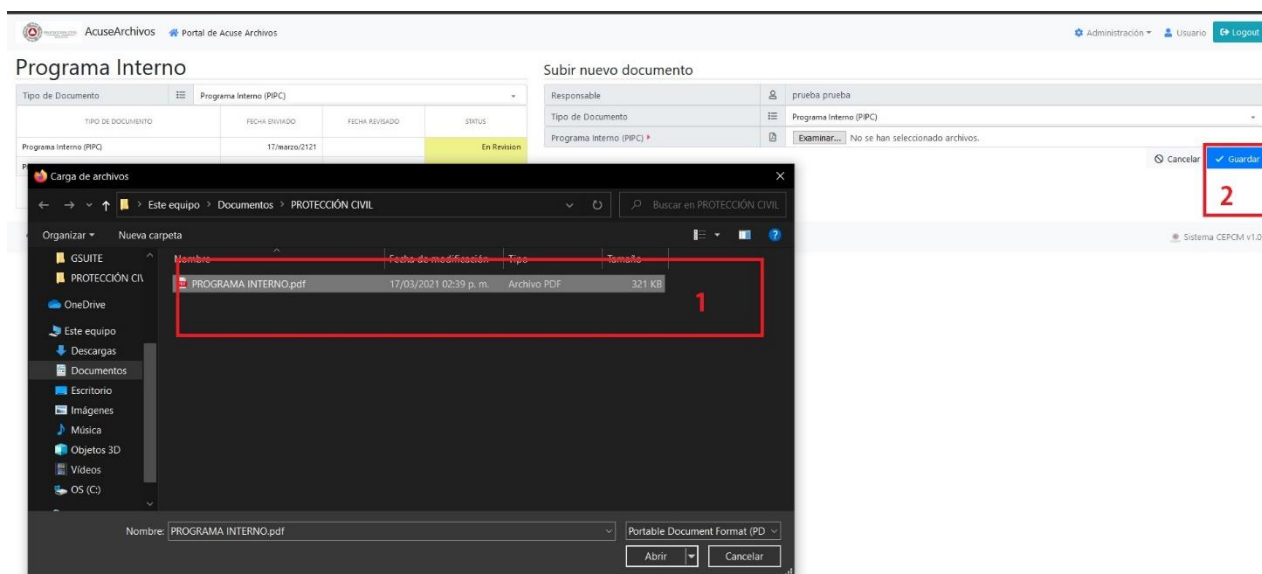 AcuseArchivos Portal de Acuse Archivos Administración Usuario Logout
Programa Interno
Tipo de Documento Programa Interno (PIPC)
TIPO DE DOCUMENTO FECHA ENVIADO FECHA REVISADO STATUS
Programa Interno (PIPC) 17/marzo/2121 En Revision
Subir nuevo documento
Responsable prueba prueba
Tipo de Documento Programa Interno (PIPC)
Programa Interno (PIPC) Examinar... No se han seleccionado archivos.
Cancelar Guardar
2
Sistema CEPCM v1.0
Carga de archivos
Este equipo > Documentos > PROTECCIÓN CIVIL Buscar en PROTECCIÓN CIVIL
Organizar Nueva carpeta
Nombre Fecha de modificación Tipo Tamaño
PROGRAMA INTERNO.pdf 17/03/2021 02:39 p. m. Archivo PDF 321 KB
1
GSUITE
PROTECCIÓN CIV
OneDrive
Este equipo
Descargas
Documentos
Escritorio
Imágenes
Música
Objetos 3D
Vídeos
OS (C:)
Nombre: PROGRAMA INTERNO.pdf Portable Document Format (PD
Abrir Cancelar